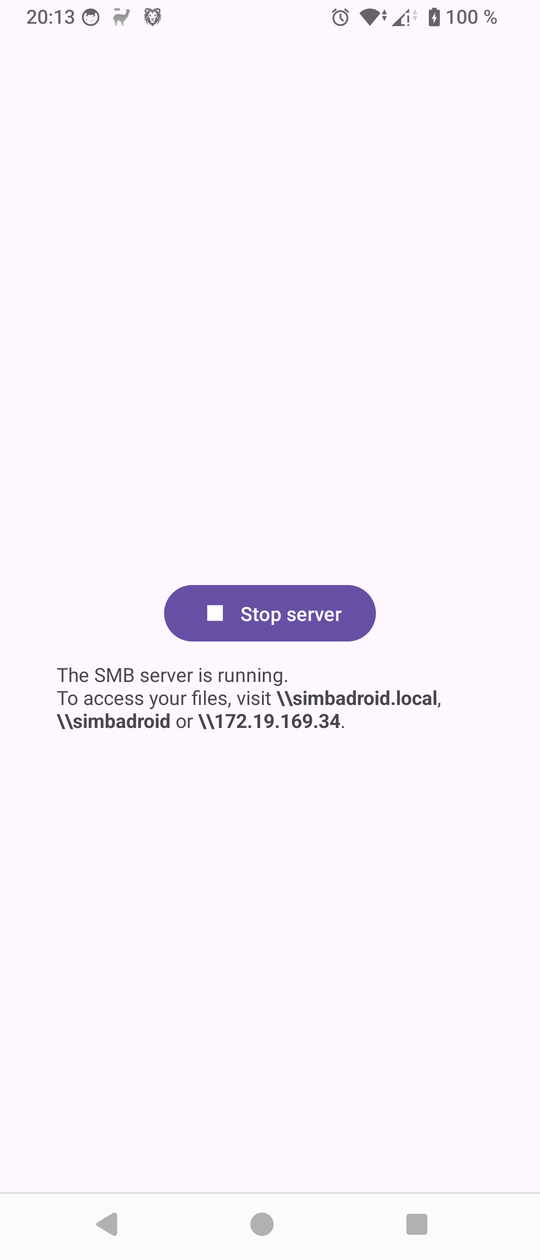 20:13 100 %
Stop server
The SMB server is running.
To access your files, visit \\simbadroid.local,
\\simbadroid or \\172.19.169.34.